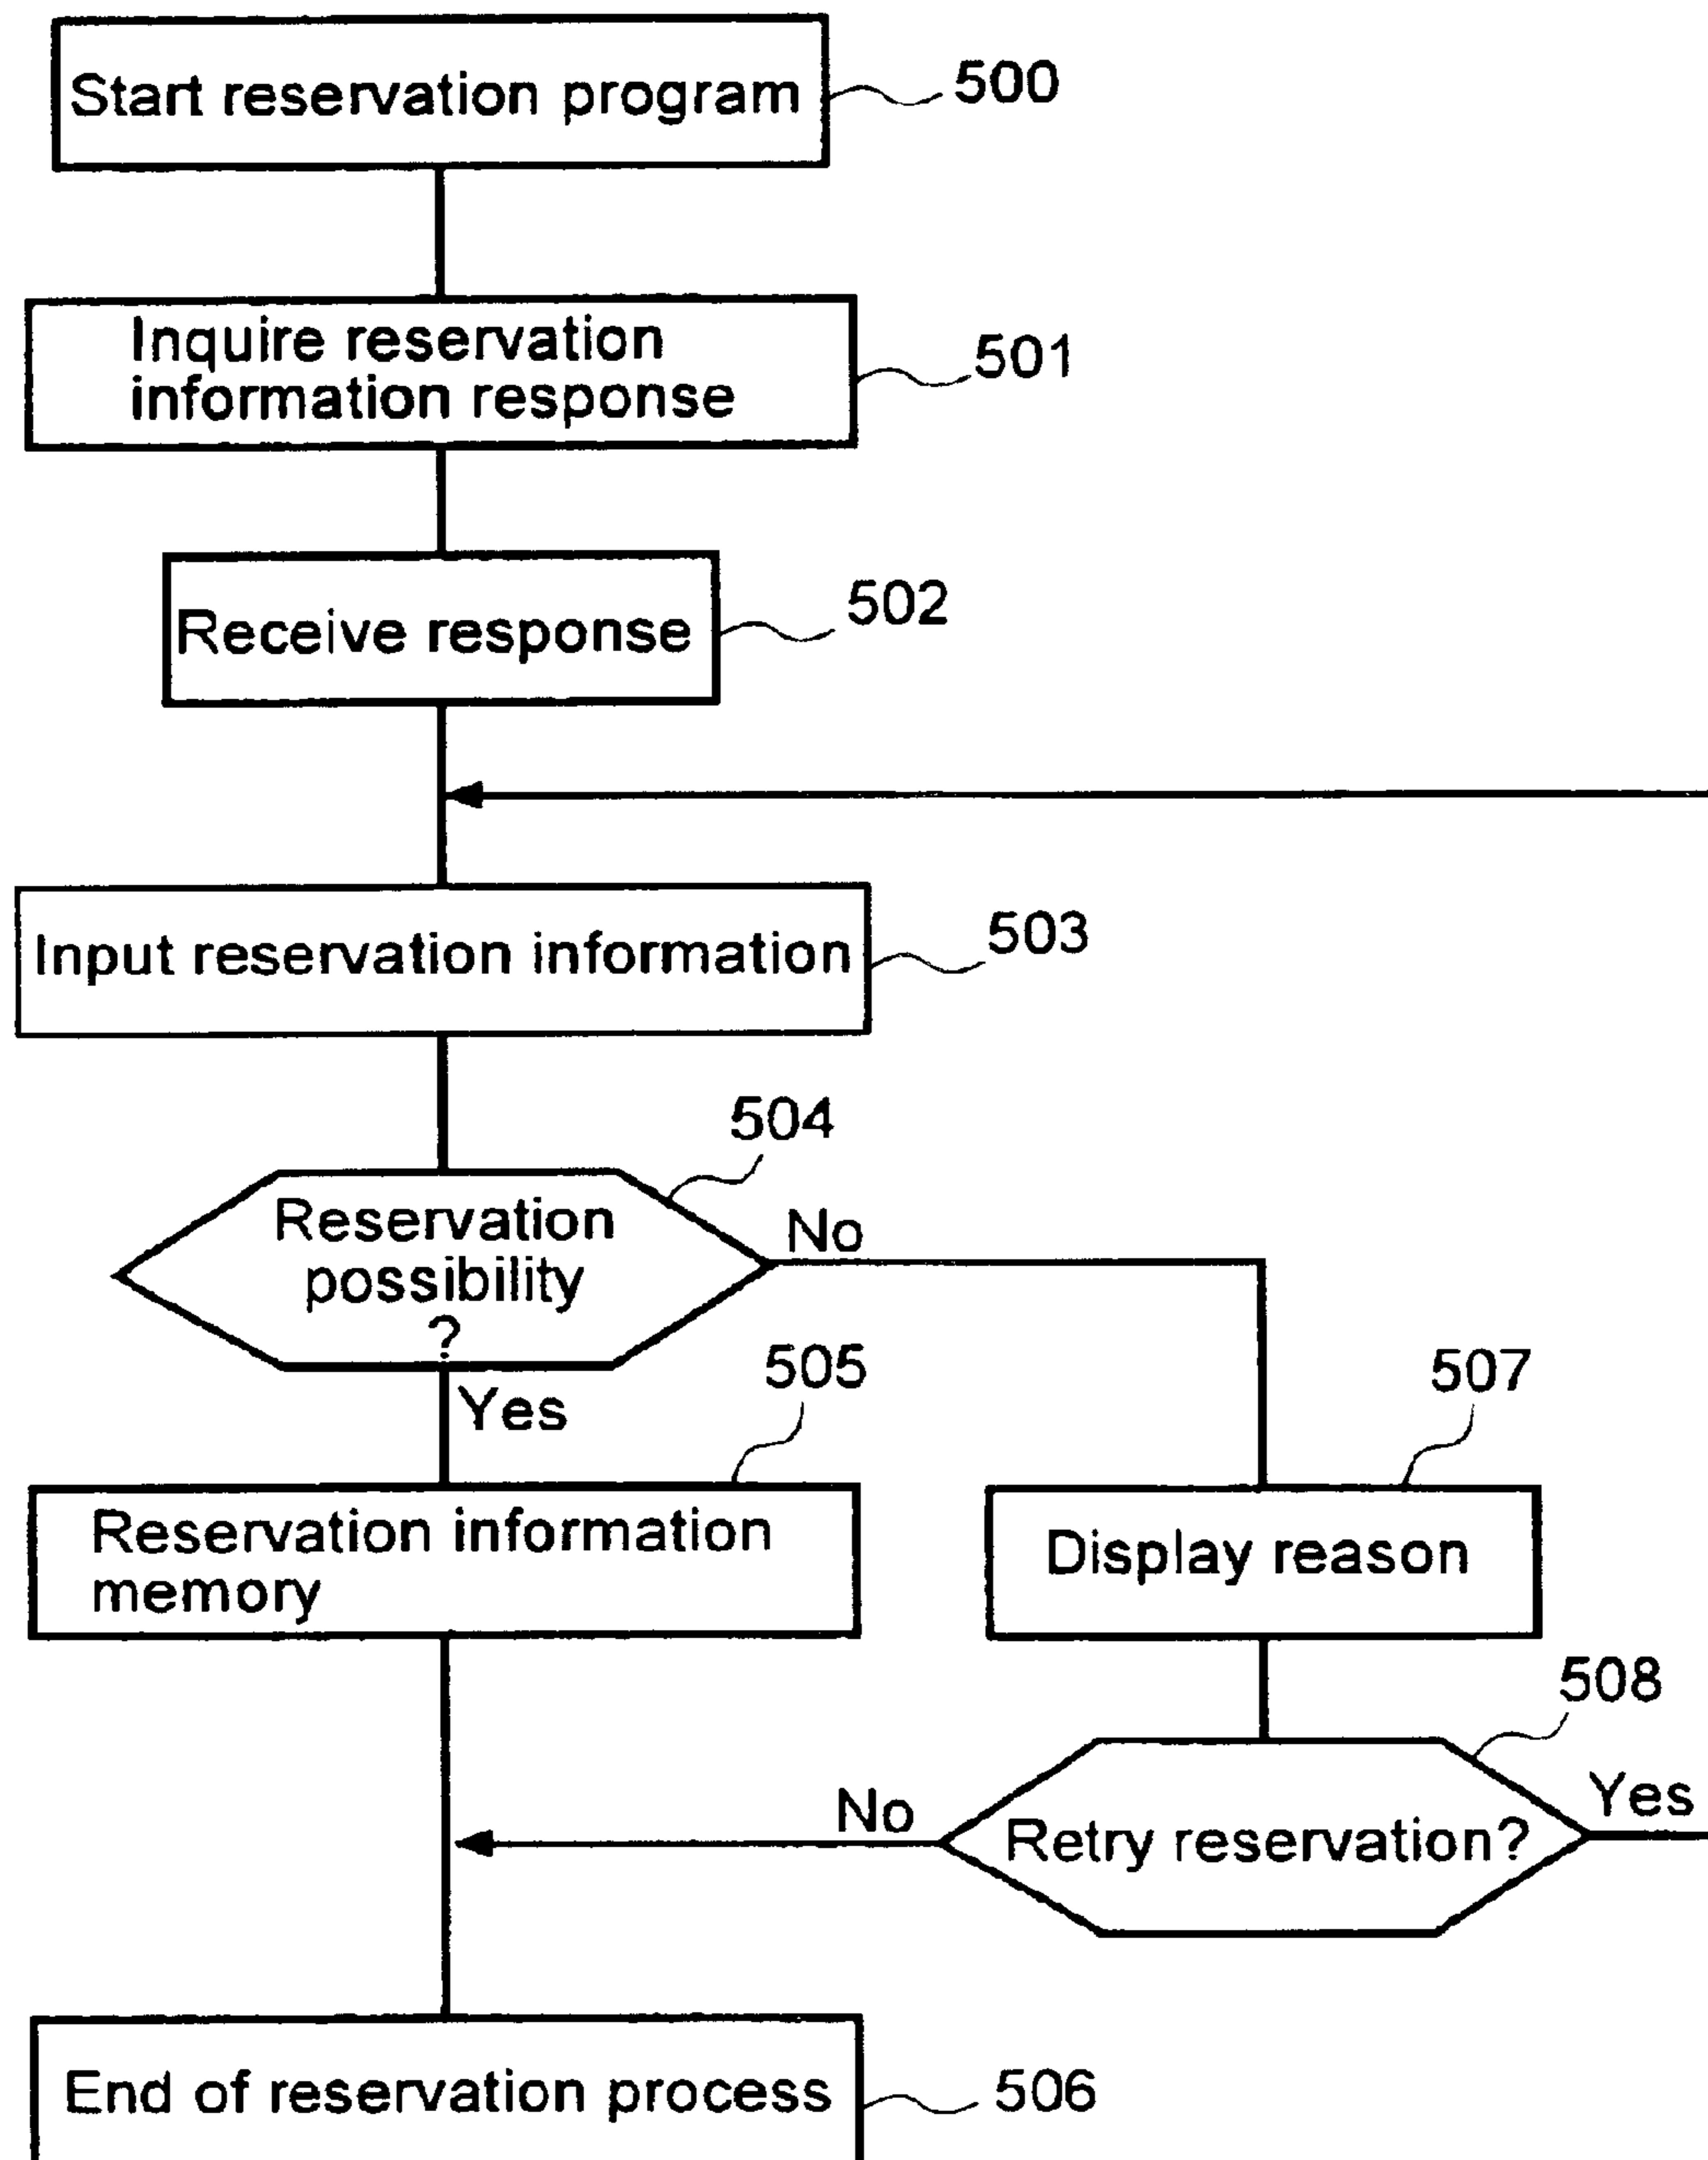 Start reservation program
500
Inquire reservation
information response
501
Receive response
502
Input reservation information
503
504
Reservation
possibility
?
No
Yes
505
507
Reservation information
memory
Display reason
508
No
Retry reservation?
Yes
End of reservation process
506